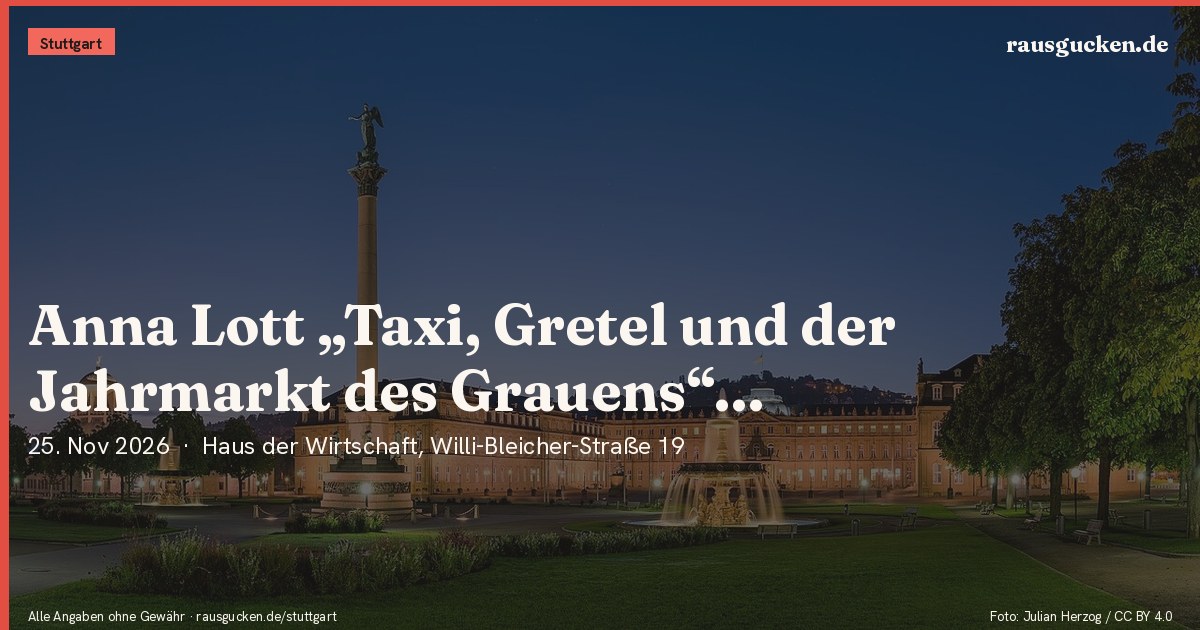 Stuttgart
rausgucken.de
Anna Lott „Taxi, Gretel und der
Jahrmarkt des Grauens“...
25. Nov 2026 · Haus der Wirtschaft, Willi-Bleicher-Straße 19
Alle Angaben ohne Gewähr · rausgucken.de/stuttgart
Foto: Julian Herzog / CC BY 4.0